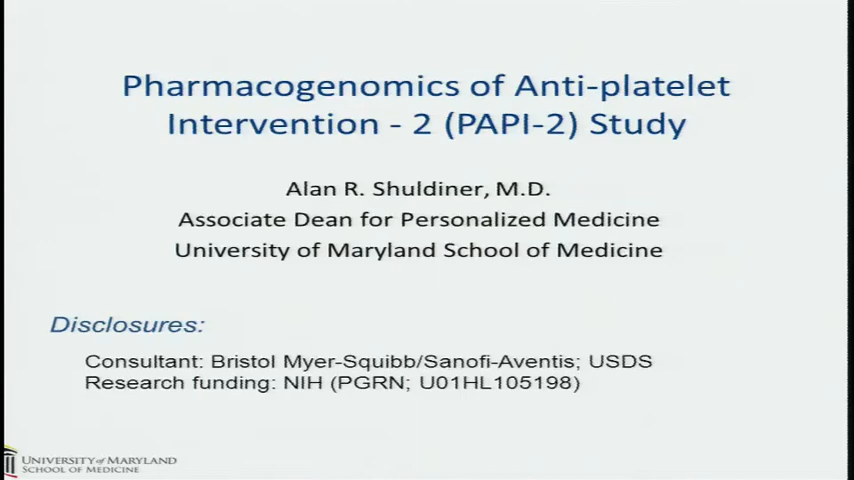 Pharmacogenomics of Anti-platelet
Intervention - 2 (PAPI-2) Study
Alan R. Shuldiner, M.D.
Associate Dean for Personalized Medicine
University of Maryland School of Medicine
Disclosures:
Consultant: Bristol Myer-Squibb/Sanofi-Aventis; USDS
Research funding: NIH (PGRN; U01HL105198)
UNIVERSITY of MARYLAND
SCHOOL OF MEDICINE